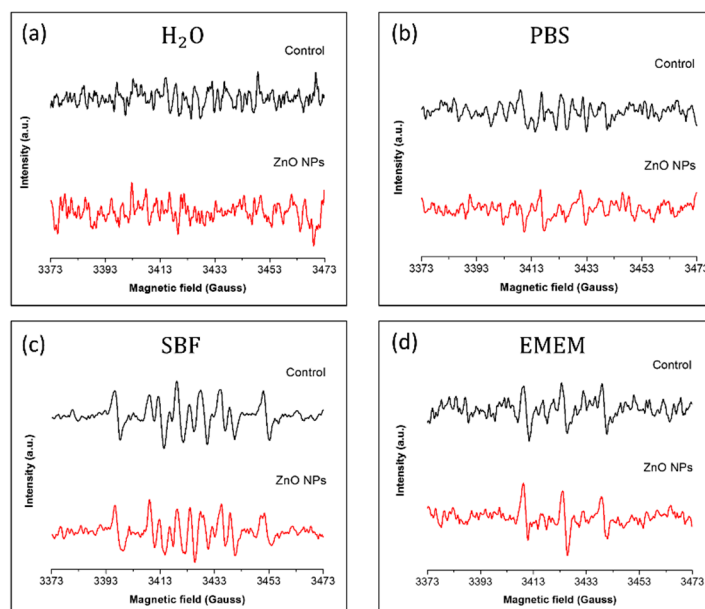 (a) H₂O
Control
ZnO NPs
Intensity (a.u.)
3373 3393 3413 3433 3453 3473
Magnetic field (Gauss)
(b) PBS
Control
ZnO NPs
Intensity (a.u.)
3373 3393 3413 3433 3453 3473
Magnetic field (Gauss)
(c) SBF
Control
ZnO NPs
Intensity (a.u.)
3373 3393 3413 3433 3453 3473
Magnetic field (Gauss)
(d) EMEM
Control
ZnO NPs
Intensity (a.u.)
3373 3393 3413 3433 3453 3473
Magnetic field (Gauss)